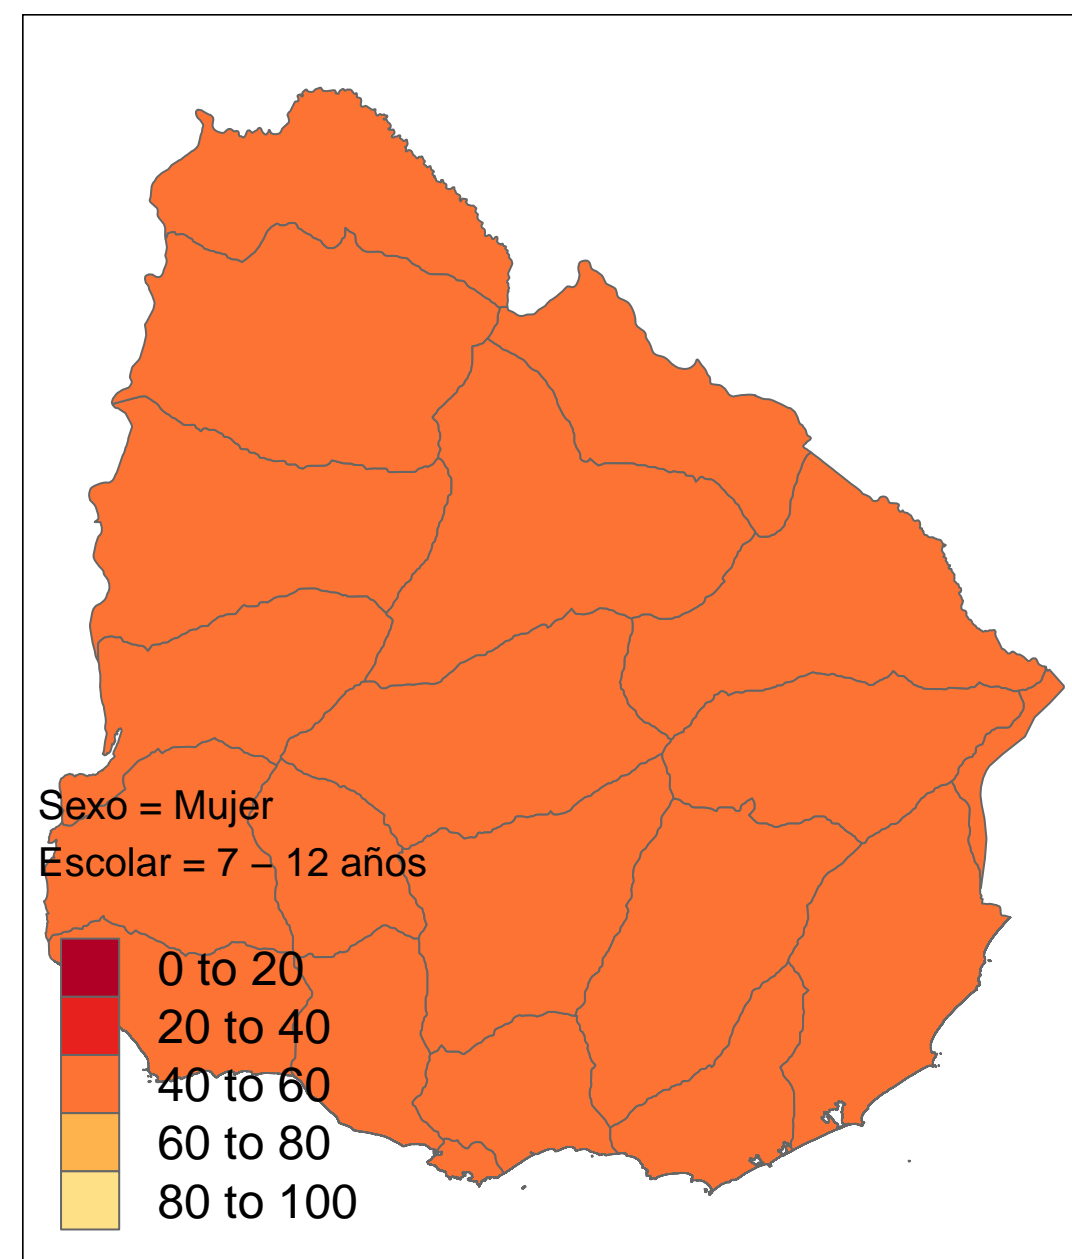 Sexo = Mujer
Escolar = 7 – 12 años
0 to 20
20 to 40
40 to 60
60 to 80
80 to 100